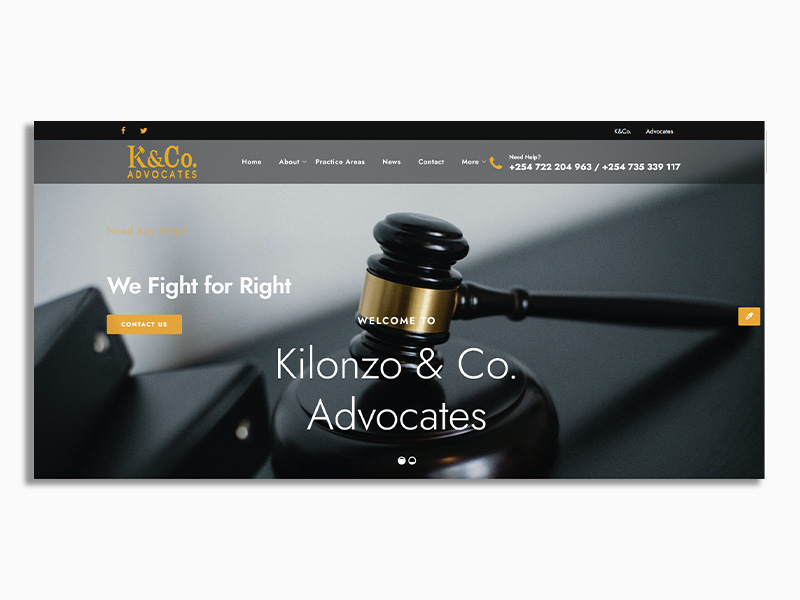 K&Co. Advocates
K&Co.
ADVOCATES
Home About Practice Areas News Contact More
Need Help?
+254 722 204 963 / +254 735 339 117
Need Any Help?
We Fight for Right
CONTACT US
WELCOME TO
Kilonzo & Co.
Advocates